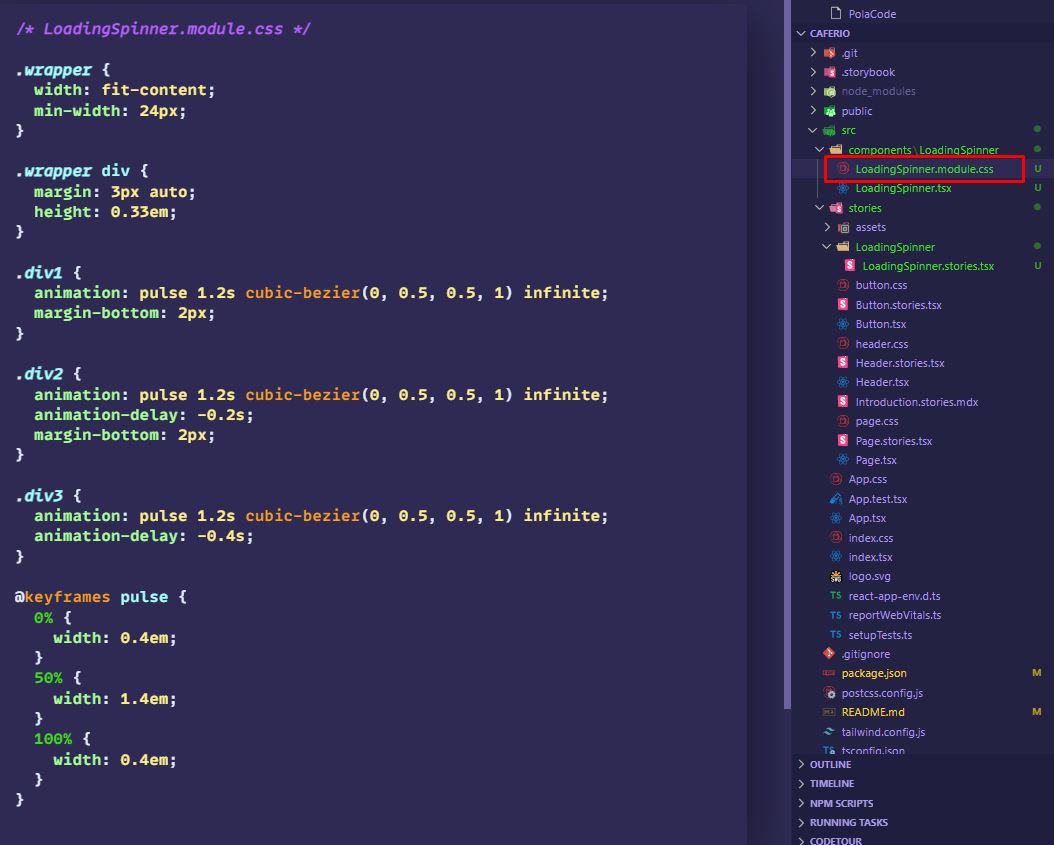 /* LoadingSpinner.module.css */
.wrapper {
width: fit-content;
min-width: 24px;
}
.wrapper div {
margin: 3px auto;
height: 0.33em;
}
.div1 {
animation: pulse 1.2s cubic-bezier(0, 0.5, 0.5, 1) infinite;
margin-bottom: 2px;
}
.div2 {
animation: pulse 1.2s cubic-bezier(0, 0.5, 0.5, 1) infinite;
animation-delay: -0.2s;
margin-bottom: 2px;
}
.div3 {
animation: pulse 1.2s cubic-bezier(0, 0.5, 0.5, 1) infinite;
animation-delay: -0.4s;
}
@keyframes pulse {
0% {
width: 0.4em;
}
50% {
width: 1.4em;
}
100% {
width: 0.4em;
}
}
PolaCode
CAFERIO
.git
.storybook
node_modules
public
src
components\LoadingSpinner
LoadingSpinner.module.css U
LoadingSpinner.tsx U
stories
assets
LoadingSpinner
LoadingSpinner.stories.tsx U
button.css
Button.stories.tsx
Button.tsx
header.css
Header.stories.tsx
Header.tsx
Introduction.stories.mdx
page.css
Page.stories.tsx
Page.tsx
App.css
App.test.tsx
App.tsx
index.css
index.tsx
SVG logo.svg
TS react-app-env.d.ts
TS reportWebVitals.ts
TS setupTests.ts
.gitignore
package.json M
postcss.config.js
README.md M
tailwind.config.js
TS tsconfig.json
OUTLINE
TIMELINE
NPM SCRIPTS
RUNNING TASKS
CODETOUR